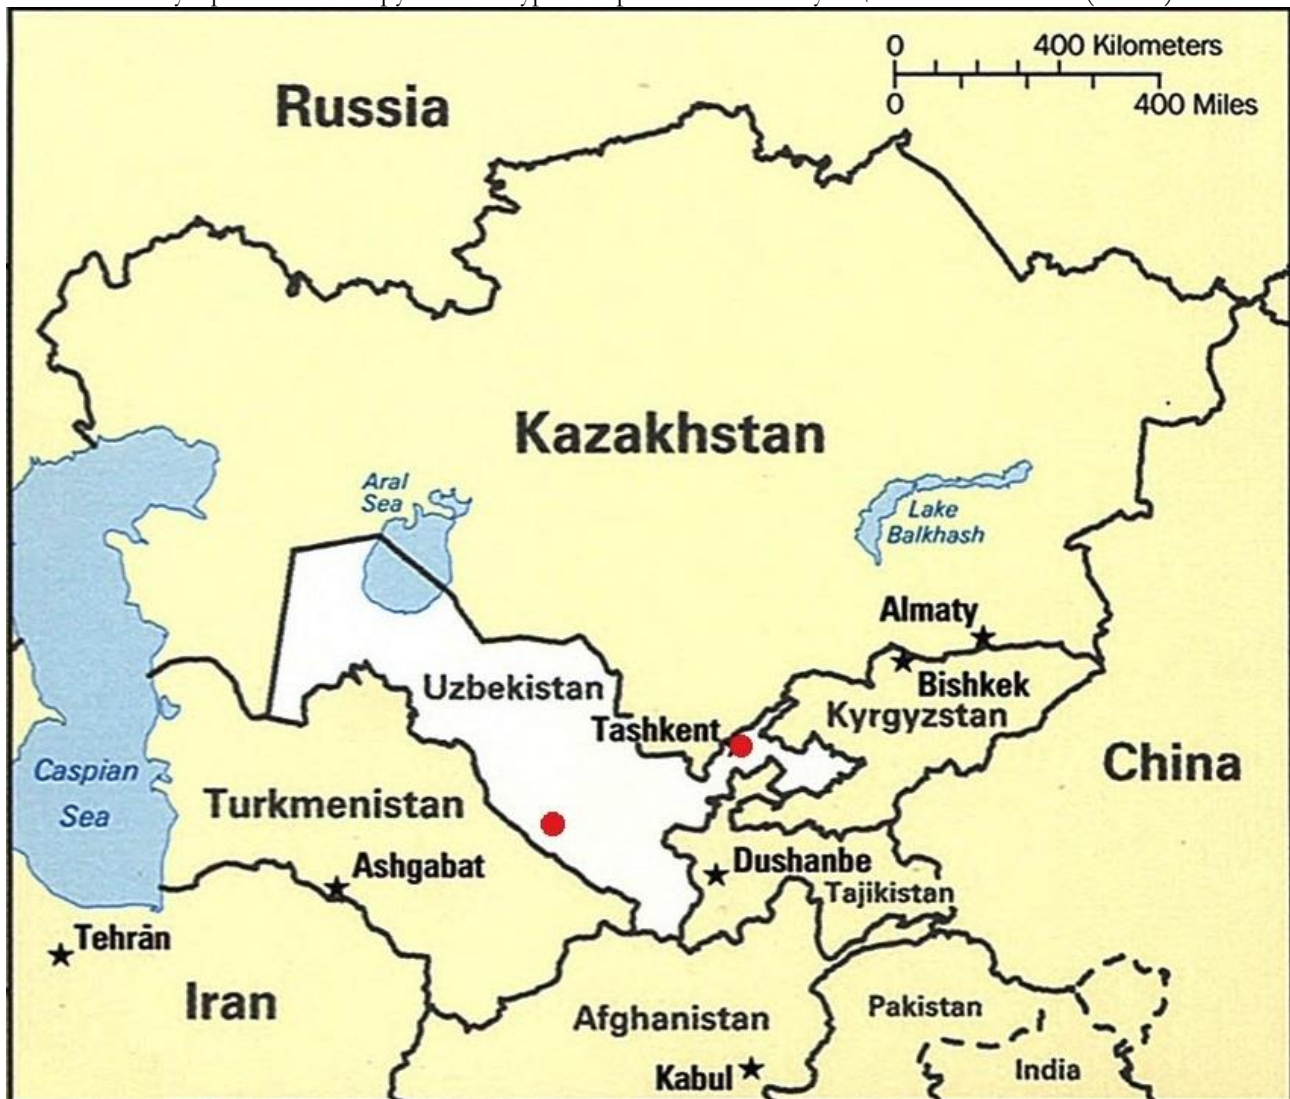 0 400 Kilometers
0 400 Miles
Russia
Kazakhstan
Aral
Sea
Lake
Balkhash
Almaty
Bishkek
Uzbekistan
Kyrgyzstan
Tashkent
China
Caspian
Sea
Turkmenistan
Ashgabat
Dushanbe
Tajikistan
Tehrān
Iran
Afghanistan
Pakistan
Kabul
India